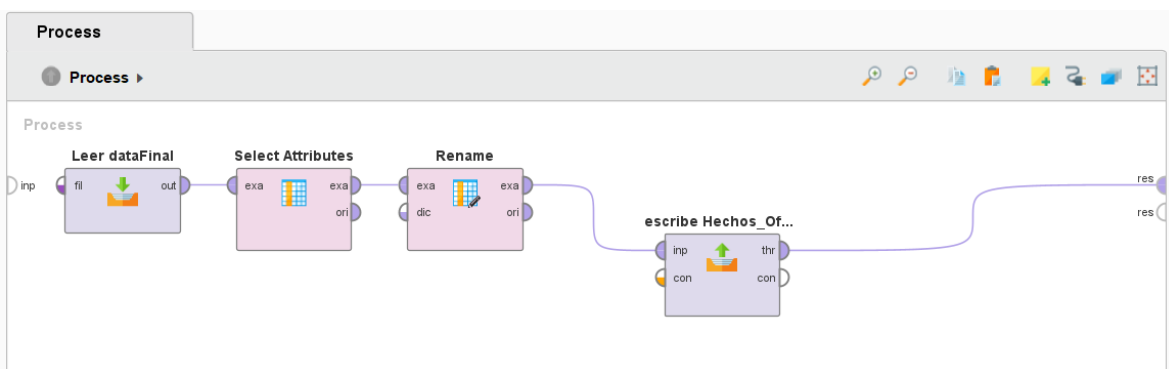 Process
Process
Process
Leer dataFinal
Select Attributes
Rename
inp
fil
out
exa
exa
ori
exa
exa
dic
ori
escribe Hechos_Of...
inp
thr
con
con
res
res